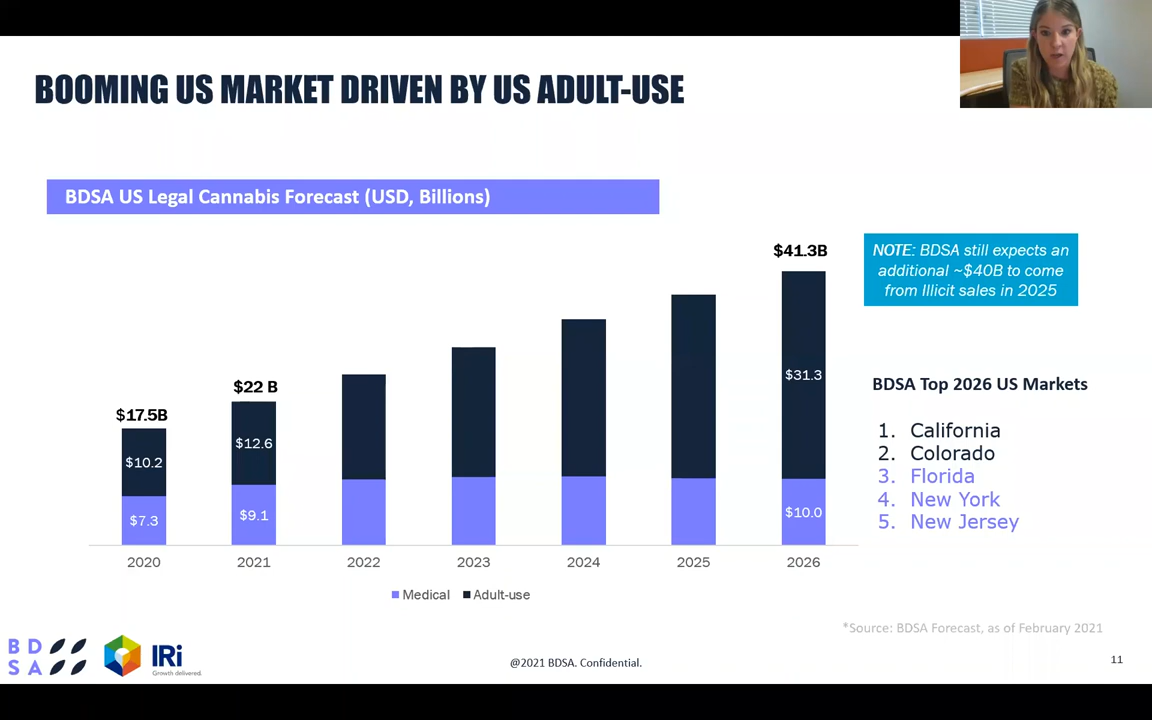 BOOMING US MARKET DRIVEN BY US ADULT-USE
BDSA US Legal Cannabis Forecast (USD, Billions)
$41.3B
NOTE: BDSA still expects an
additional ~$40B to come
from Illicit sales in 2025
$31.3
$22 B
$17.5B
$12.6
$10.2
$9.1
$7.3
$10.0
BDSA Top 2026 US Markets
1. California
2. Colorado
3. Florida
4. New York
5. New Jersey
2020 2021 2022 2023 2024 2025 2026
Medical Adult-use
*Source: BDSA Forecast, as of February 2021
B D
S A
IRi
Growth delivered.
@2021 BDSA. Confidential.
11